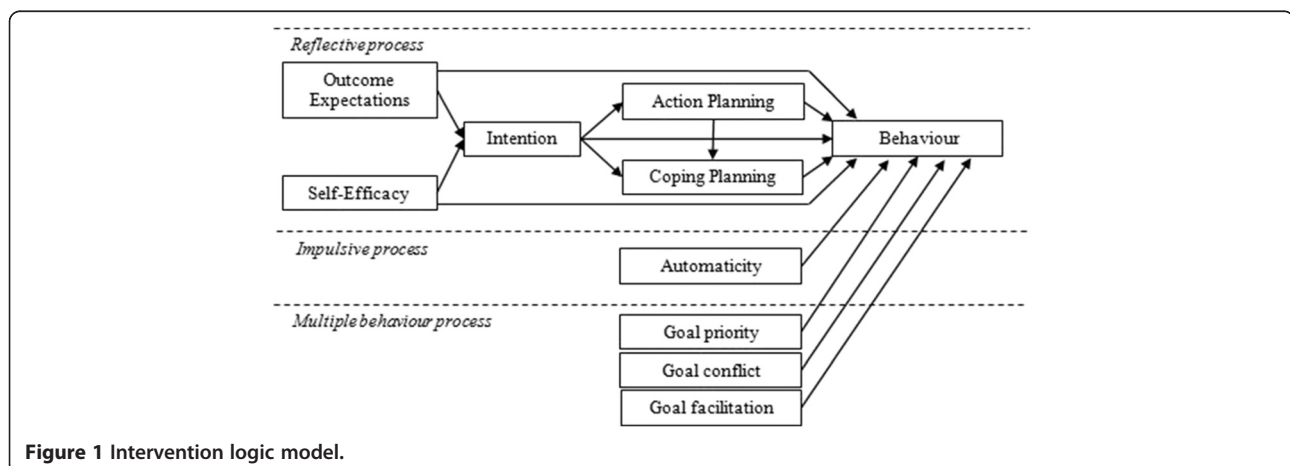 Reflective process
Outcome
Expectations
Action Planning
Intention
Behaviour
Coping Planning
Self-Efficacy
Impulsive process
Automaticity
Multiple behaviour process
Goal priority
Goal conflict
Goal facilitation
Figure 1 Intervention logic model.